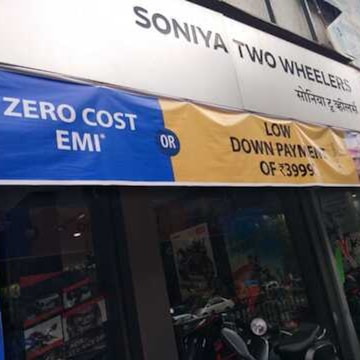 SONIYA TWO WHEELERS
सोनिया टू व्हीलर्स
ZERO COST
EMI*
OR
LOW
DOWN PAYMENT
OF ₹3999